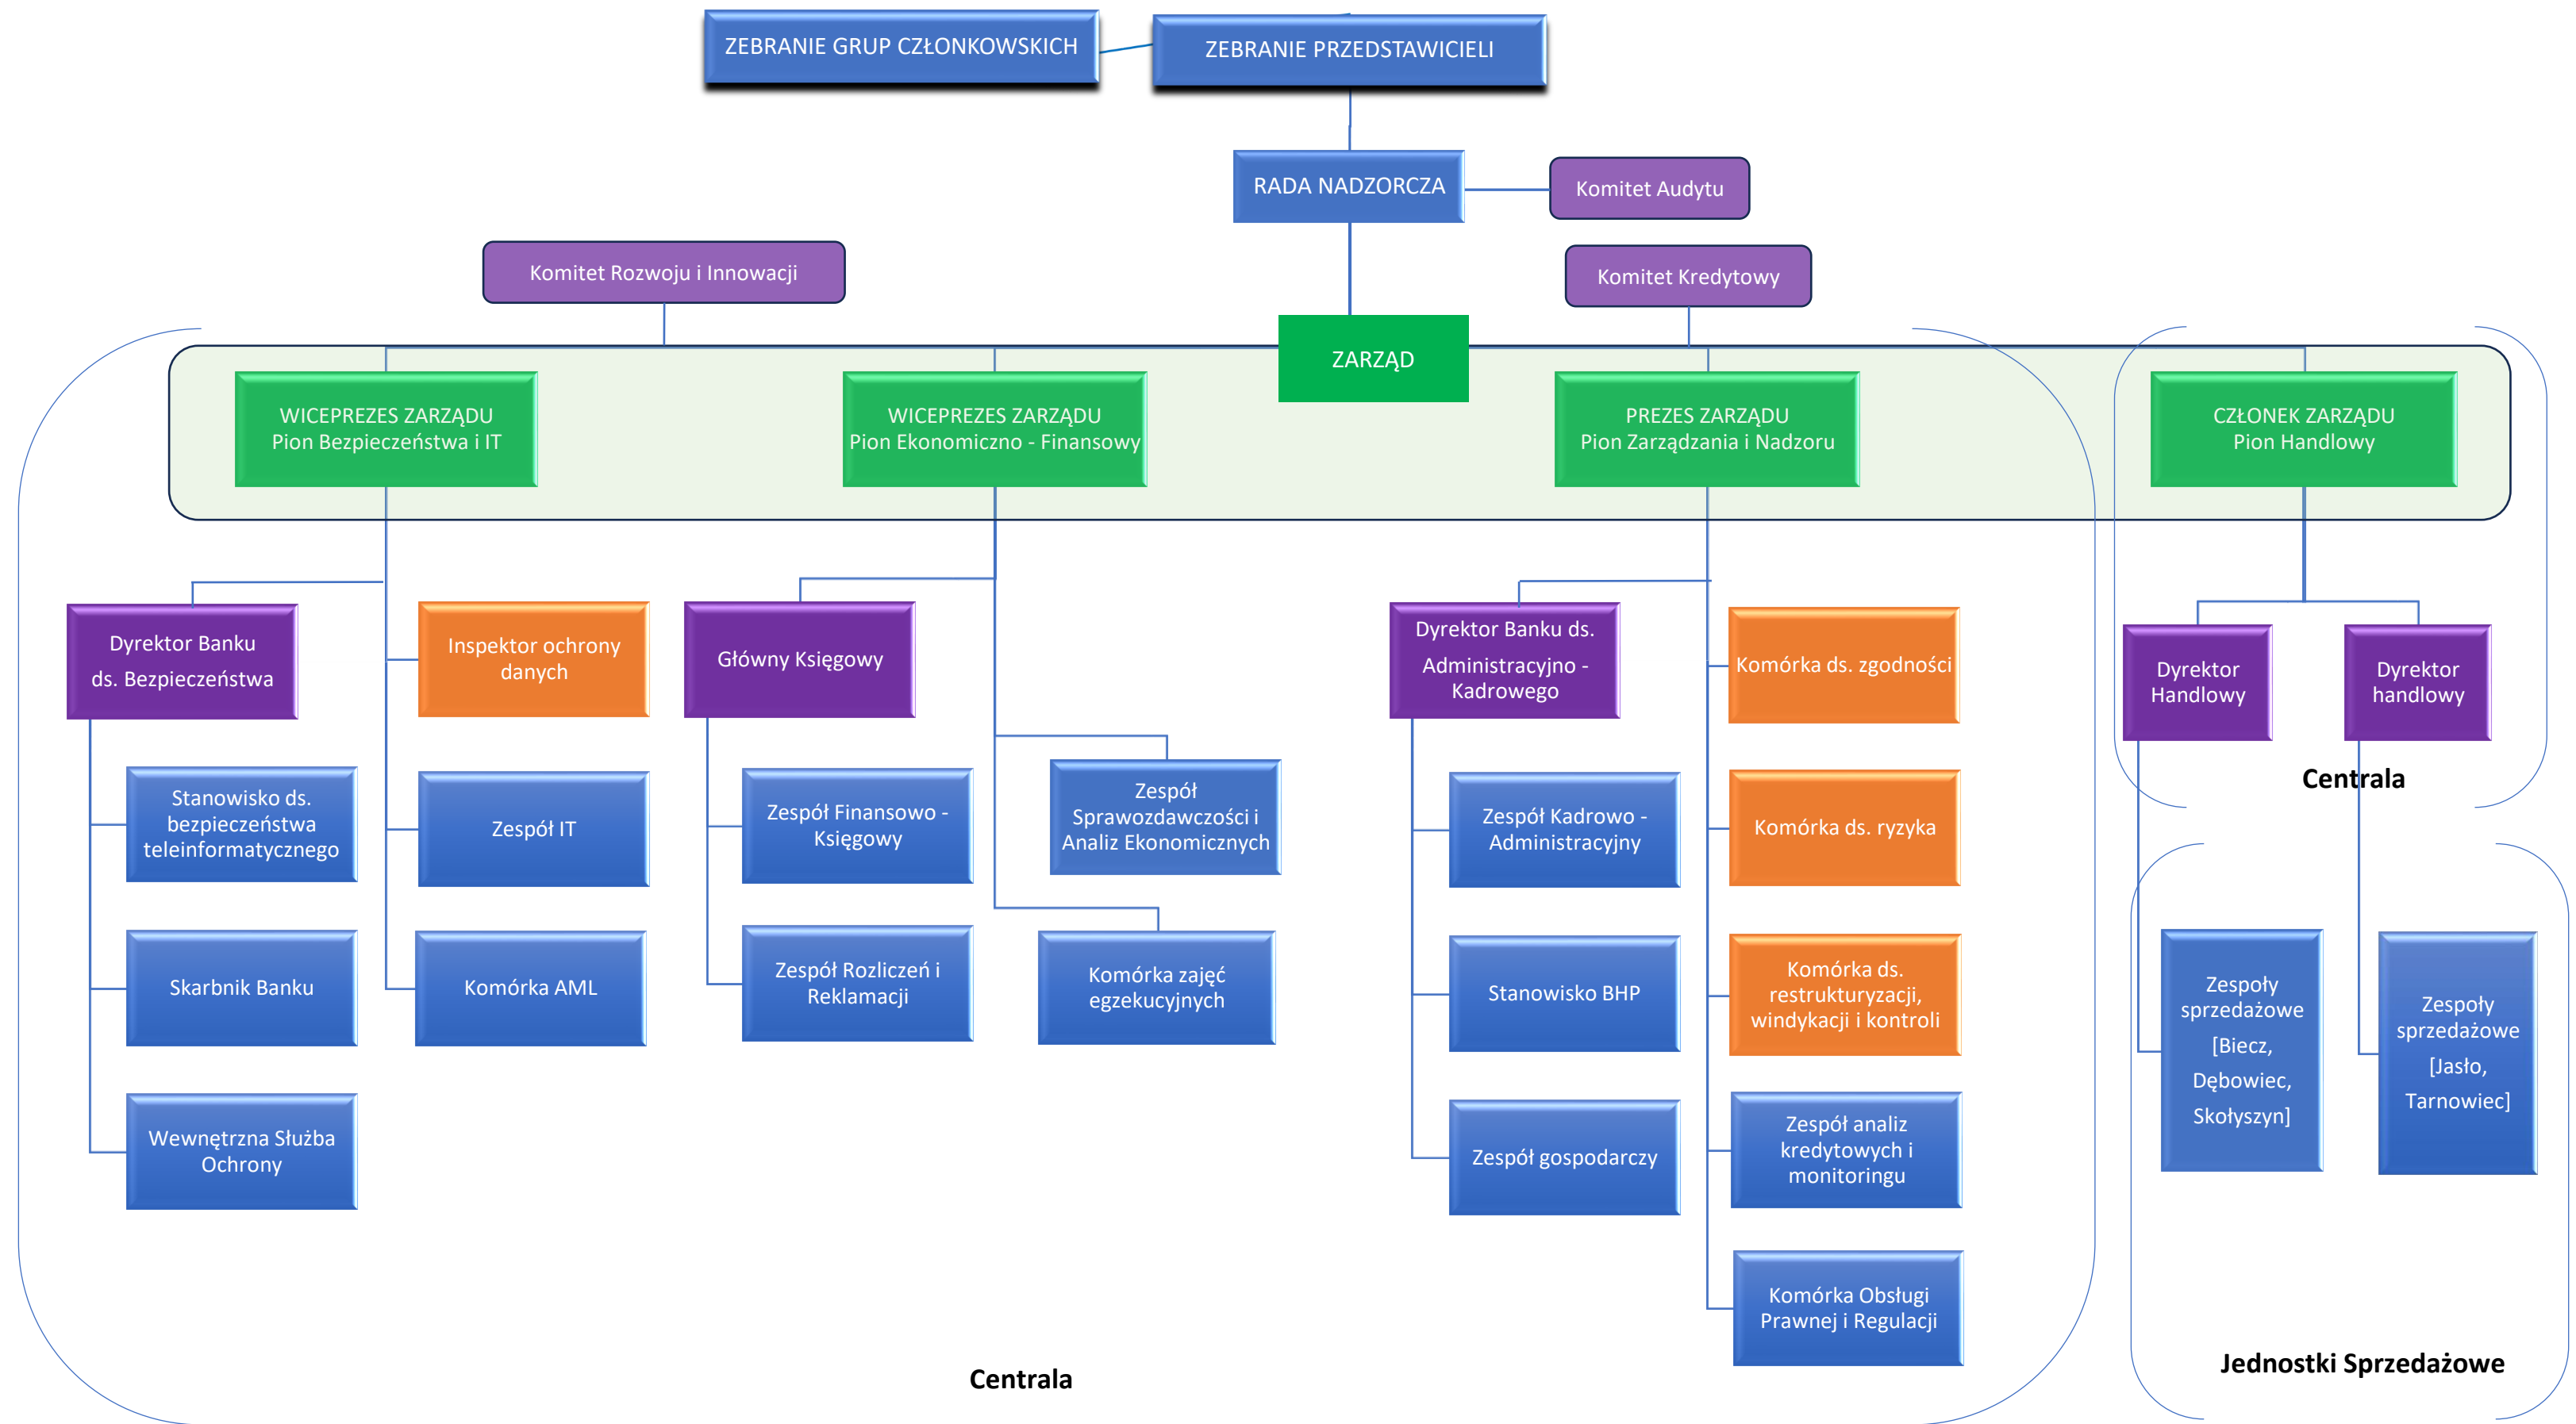 ZEBRANIE GRUP CZŁONKOWSKICH
ZEBRANIE PRZEDSTAWICIELI
RADA NADZORCZA
Komitet Audytu
Komitet Rozwoju i Innowacji
Komitet Kredytowy
ZARZĄD
WICEPREZES ZARZĄDU
Pion Bezpieczeństwa i IT
WICEPREZES ZARZĄDU
Pion Ekonomiczno - Finansowy
PREZES ZARZĄDU
Pion Zarządzania i Nadzoru
CZŁONEK ZARZĄDU
Pion Handlowy
Dyrektor Banku
ds. Bezpieczeństwa
Inspektor ochrony
danych
Główny Księgowy
Dyrektor Banku ds.
Administracyjno -
Kadrowego
Komórka ds. zgodności
Dyrektor
Handlowy
Dyrektor
handlowy
Centrala
Stanowisko ds.
bezpieczeństwa
teleinformatycznego
Zespół IT
Zespół Finansowo -
Księgowy
Zespół
Sprawozdawczości i
Analiz Ekonomicznych
Zespół Kadrowo -
Administracyjny
Komórka ds. ryzyka
Skarbnik Banku
Komórka AML
Zespół Rozliczeń i
Reklamacji
Komórka zajęć
egzekucyjnych
Stanowisko BHP
Komórka ds.
restrukturyzacji,
windykacji i kontroli
Zespoły
sprzedażowe
[Biecz,
Dębowiec,
Skołyszyn]
Zespoły
sprzedażowe
[Jasło,
Tarnowiec]
Wewnętrzna Służba
Ochrony
Zespół gospodarczy
Zespół analiz
kredytowych i
monitoringu
Komórka Obsługi
Prawnej i Regulacji
Jednostki Sprzedażowe
Centrala